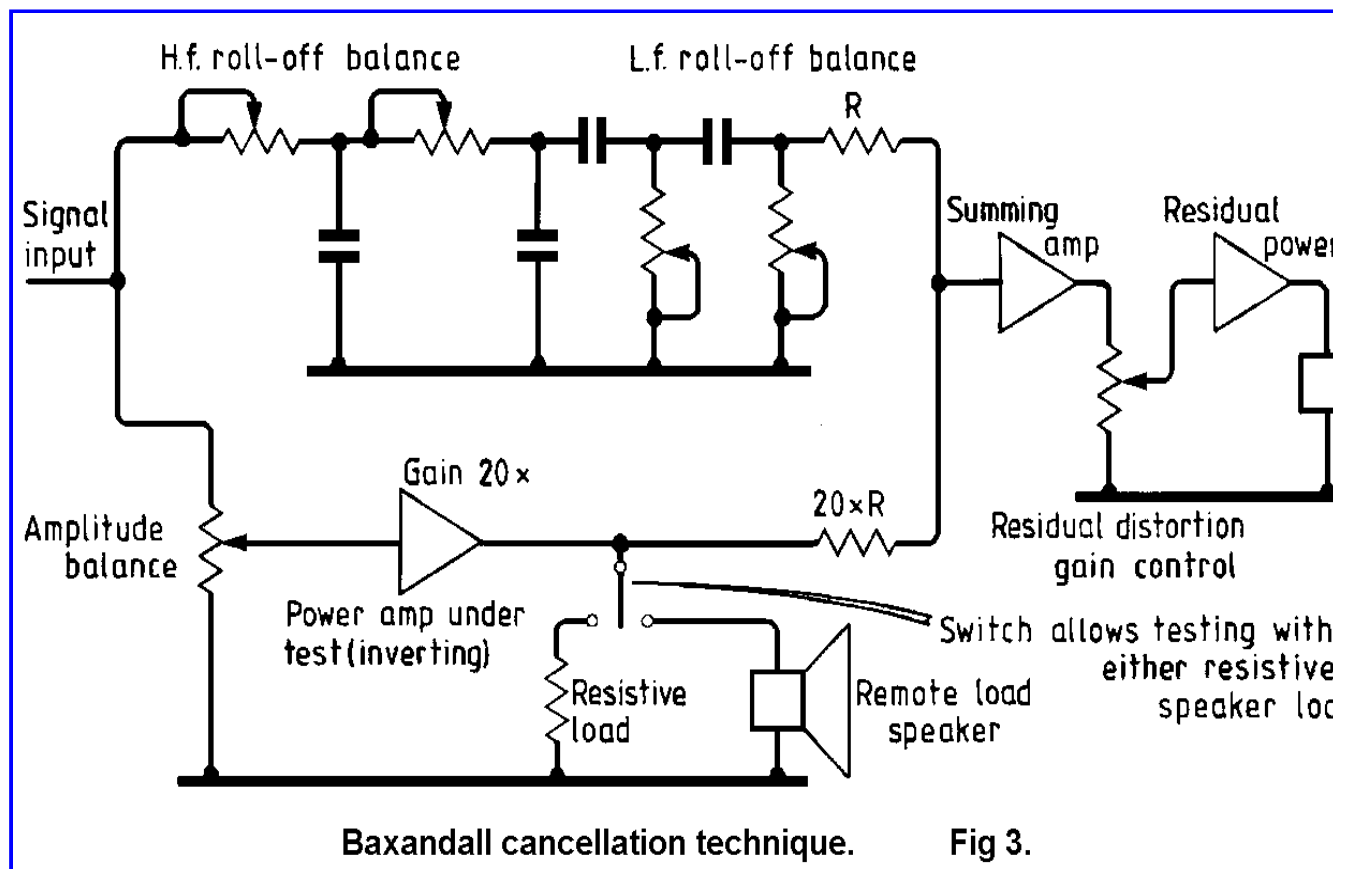 H.f. roll-off balance
L.f. roll-off balance
R
Signal
input
Summing
amp
Residual
power
Gain 20×
20×R
Amplitude
balance
Power amp under
test (inverting)
Residual distortion
gain control
Resistive
load
Remote load
speaker
Switch allows testing with
either resistive
speaker
Baxandall cancellation technique. Fig 3.